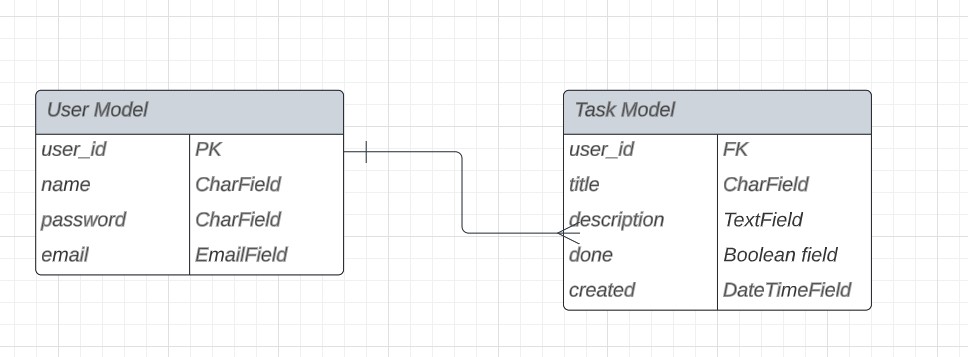 User Model
user_id PK
name CharField
password CharField
email EmailField
Task Model
user_id FK
title CharField
description TextField
done Boolean field
created DateTimeField